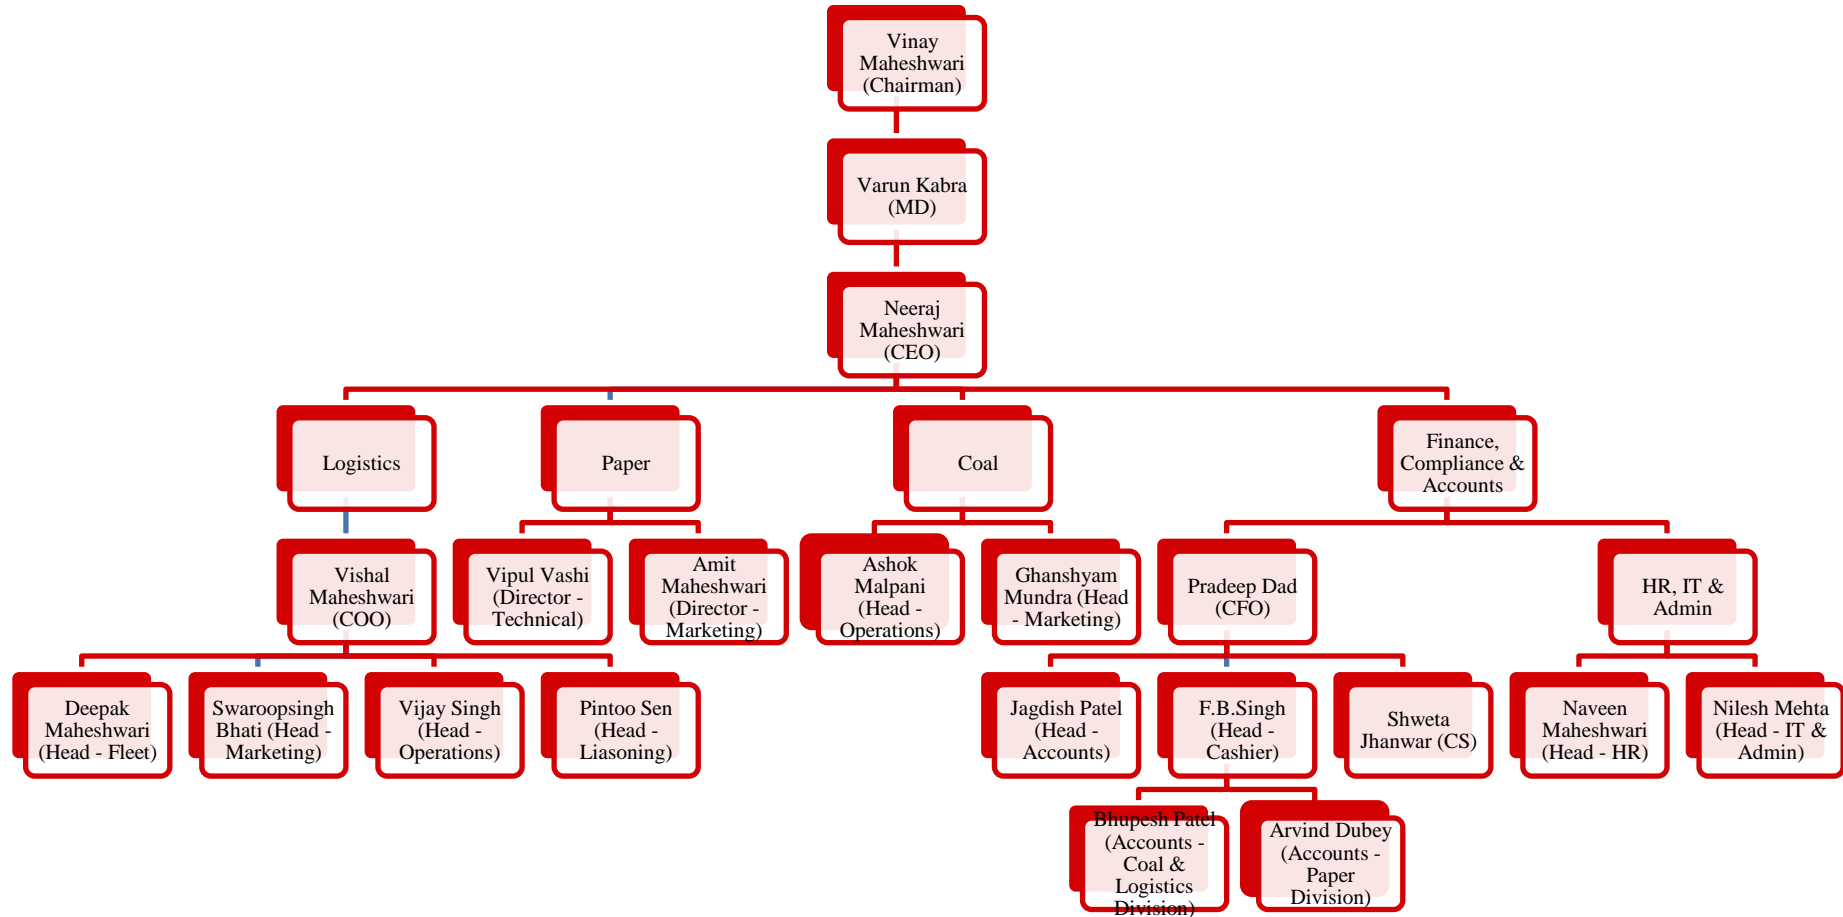 Vinay
Maheshwari
(Chairman)
Varun Kabra
(MD)
Neeraj
Maheshwari
(CEO)
Logistics
Paper
Coal
Finance,
Compliance &
Accounts
Vishal
Maheshwari
(COO)
Vipul Vashi
(Director -
Technical)
Amit
Maheshwari
(Director -
Marketing)
Ashok
Malpani
(Head -
Operations)
Ghanshyam
Mundra (Head
- Marketing)
Pradeep Dad
(CFO)
HR, IT &
Admin
Deepak
Maheshwari
(Head - Fleet)
Swaroopsingh
Bhati (Head -
Marketing)
Vijay Singh
(Head -
Operations)
Pintoo Sen
(Head -
Liasoning)
Jagdish Patel
(Head -
Accounts)
F.B.Singh
(Head -
Cashier)
Shweta
Jhanwar (CS)
Naveen
Maheshwari
(Head - HR)
Nilesh Mehta
(Head - IT &
Admin)
Bhupesh Patel
(Accounts -
Coal &
Logistics
Division)
Arvind Dubey
(Accounts -
Paper
Division)